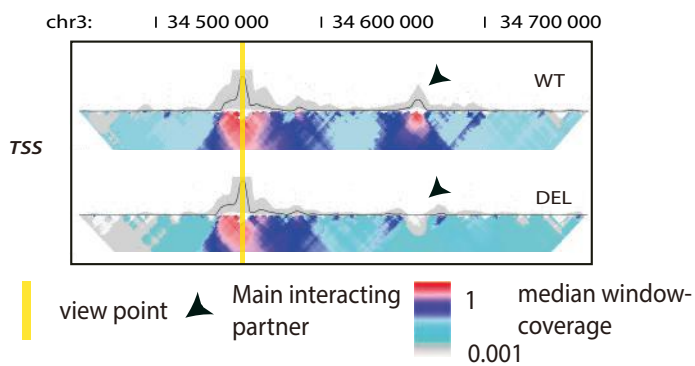 chr3: 34 500 000 34 600 000 34 700 000
WT
TSS
DEL
view point
Main interacting
partner
1
0.001
median window-
coverage